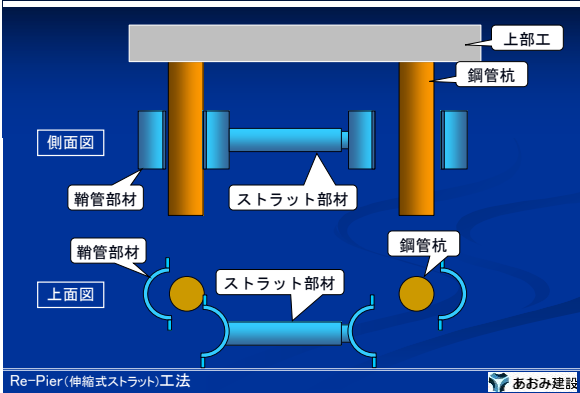 上部工
鋼管杭
側面図
鞘管部材
ストラット部材
鞘管部材
鋼管杭
上面図
ストラット部材
Re-Pier(伸縮式ストラット)工法
あおみ建設